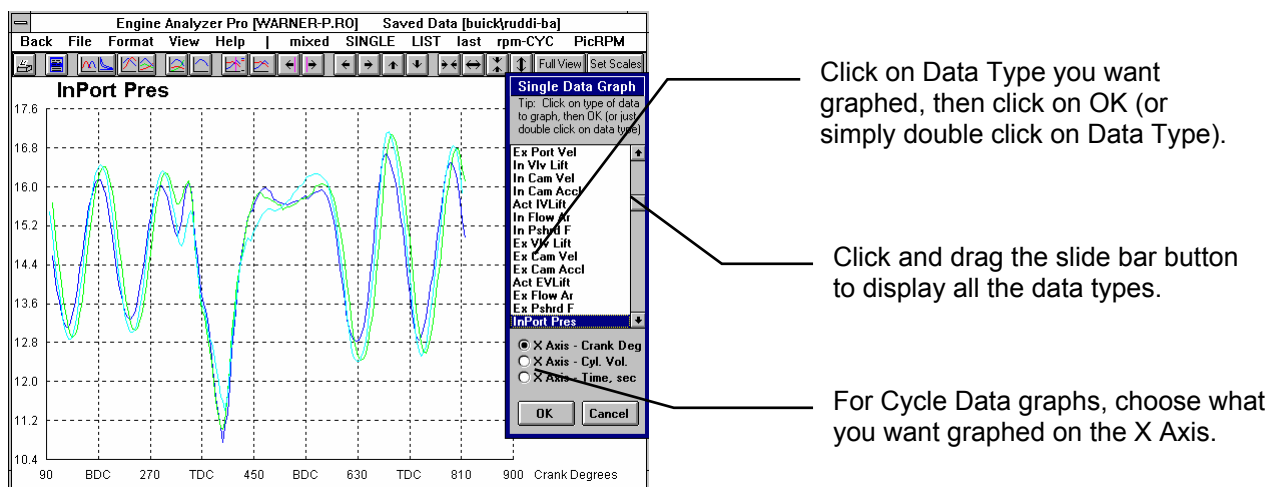 Engine Analyzer Pro [WARNER-P.RO] Saved Data [buick\ruddi-ba]
Back File Format View Help | mixed SINGLE LIST last rpm-CYC PicRPM
Full View Set Scales
InPort Pres
17.6
16.8
16.0
15.2
14.4
13.6
12.8
12.0
11.2
10.4
90 BDC 270 TDC 450 BDC 630 TDC 810 900 Crank Degrees
Single Data Graph
Tip: Click on type of data
to graph, then OK (or just
double click on data type)
Ex Port Vel
In Vlv Lift
In Cam Vel
In Cam Accl
Act IVLift
In Flow Ar
In Pshrd F
Ex Vlv Lift
Ex Cam Vel
Ex Cam Accl
Act EVLift
Ex Flow Ar
Ex Pshrd F
InPort Pres
X Axis - Crank Deg
X Axis - Cyl. Vol.
X Axis - Time, sec
OK Cancel
Click on Data Type you want
graphed, then click on OK (or
simply double click on Data Type).
Click and drag the slide bar button
to display all the data types.
For Cycle Data graphs, choose what
you want graphed on the X Axis.